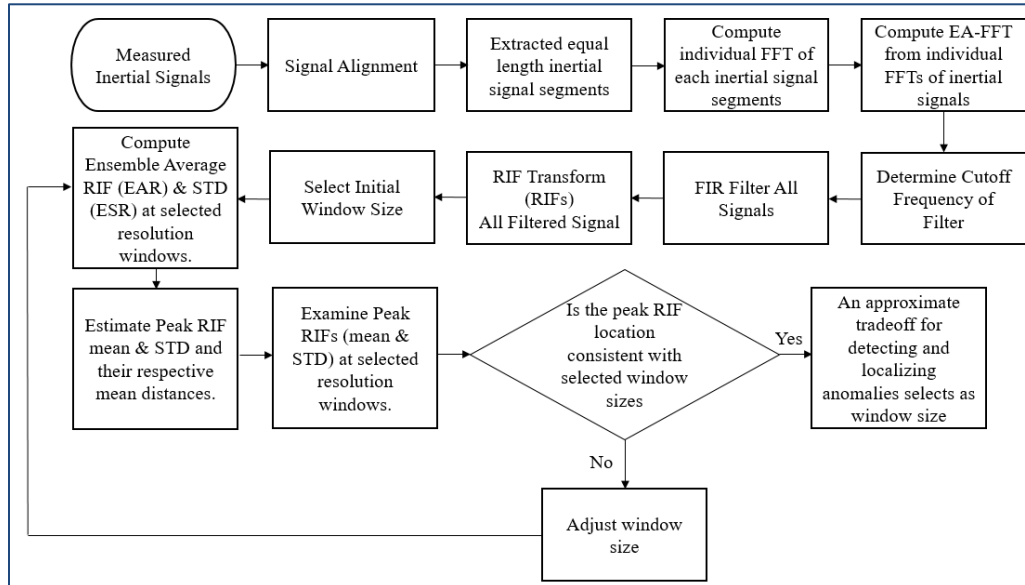 Measured
Inertial Signals
Signal Alignment
Extracted equal
length inertial
signal segments
Compute
individual FFT of
each inertial signal
segments
Compute EA-FFT
from individual
FFTs of inertial
signals
Determine Cutoff
Frequency of
Filter
FIR Filter All
Signals
RIF Transform
(RIFs)
All Filtered Signal
Select Initial
Window Size
Compute
Ensemble Average
RIF (EAR) & STD
(ESR) at selected
resolution
windows.
Estimate Peak RIF
mean & STD and
their respective
mean distances.
Examine Peak
RIFs (mean &
STD) at selected
resolution
windows.
Is the peak RIF
location
consistent with
selected window
sizes
Yes
An approximate
tradeoff for
detecting and
localizing
anomalies selects as
window size
No
Adjust window
size